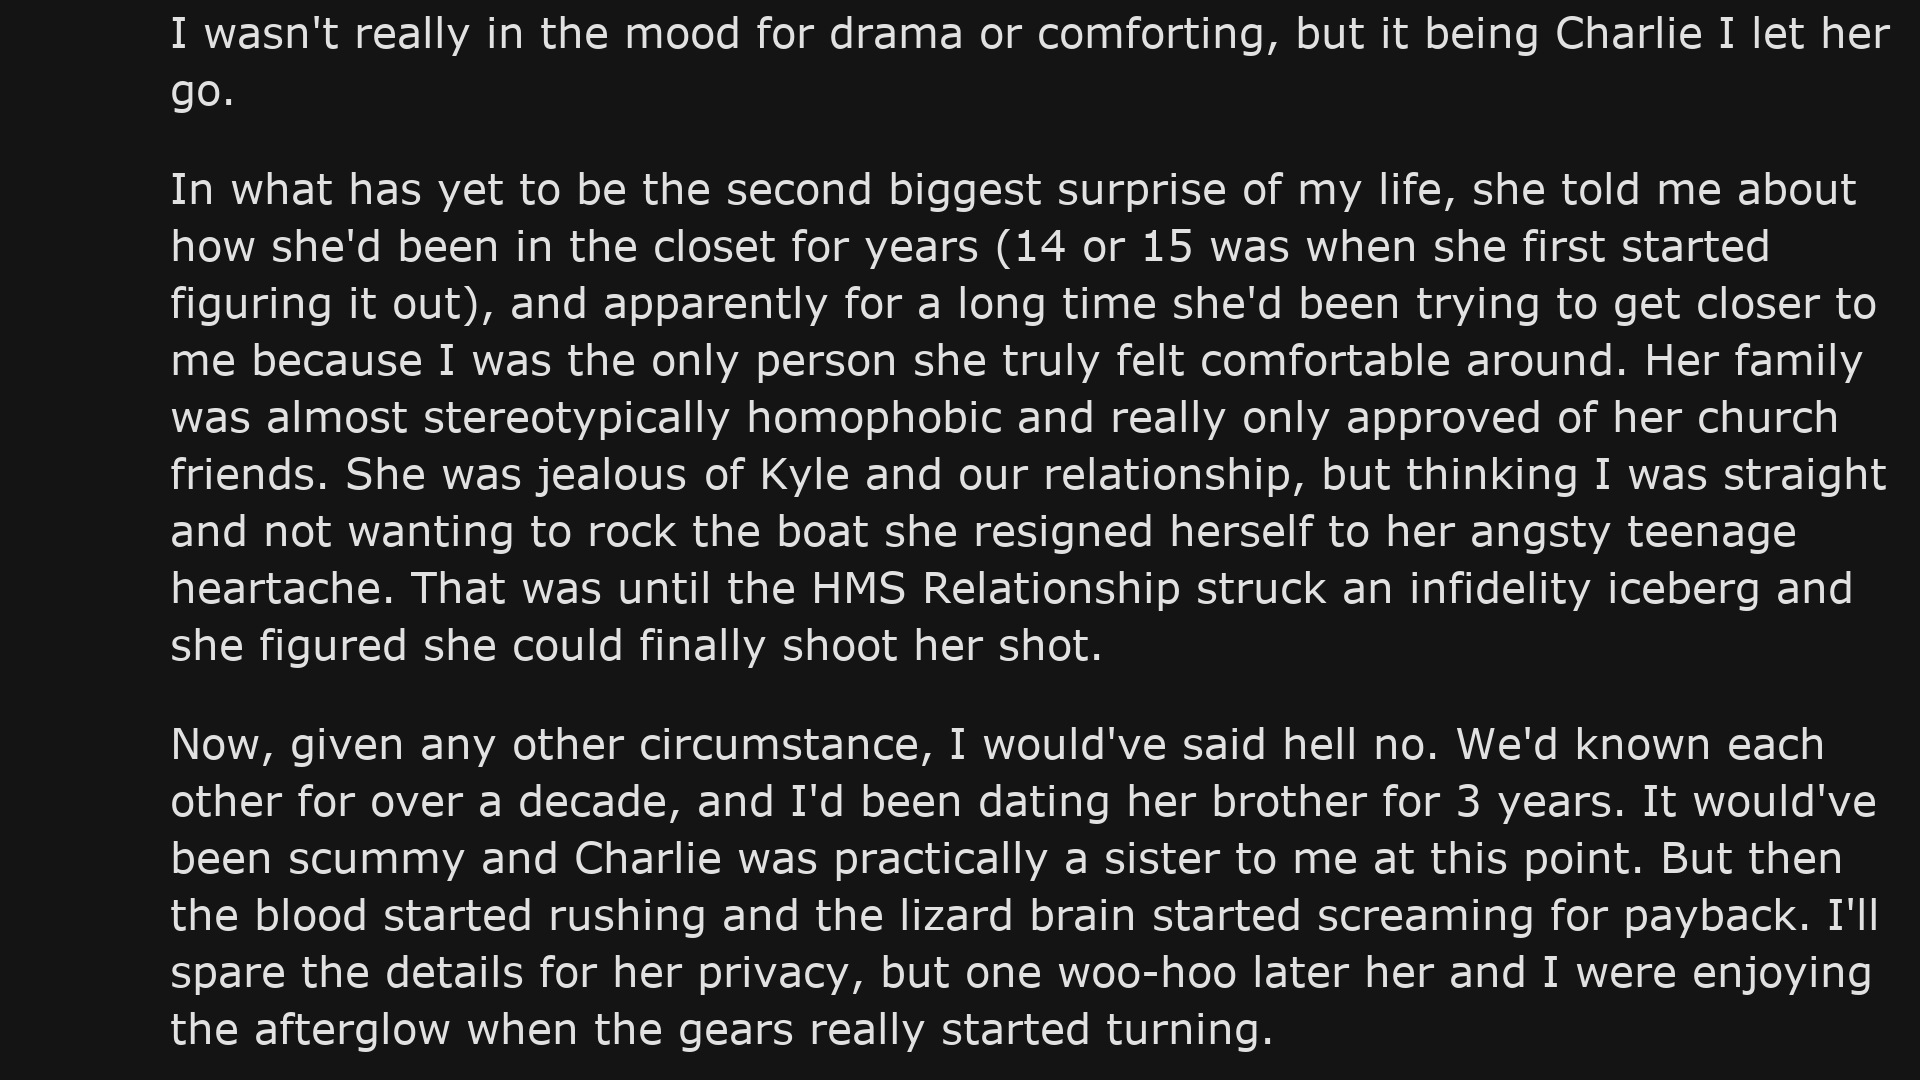 I wasn't really in the mood for drama or comforting, but it being Charlie I let her
go.
In what has yet to be the second biggest surprise of my life, she told me about
how she'd been in the closet for years (14 or 15 was when she first started
figuring it out), and apparently for a long time she'd been trying to get closer to
me because I was the only person she truly felt comfortable around. Her family
was almost stereotypically homophobic and really only approved of her church
friends. She was jealous of Kyle and our relationship, but thinking I was straight
and not wanting to rock the boat she resigned herself to her angsty teenage
heartache. That was until the HMS Relationship struck an infidelity iceberg and
she figured she could finally shoot her shot.
Now, given any other circumstance, I would've said hell no. We'd known each
other for over a decade, and I'd been dating her brother for 3 years. It would've
been scummy and Charlie was practically a sister to me at this point. But then
the blood started rushing and the lizard brain started screaming for payback. I'll
spare the details for her privacy, but one woo-hoo later her and I were enjoying
the afterglow when the gears really started turning.